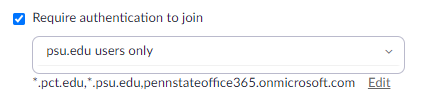 Require authentication to join
psu.edu users only
*.pct.edu,*.psu.edu,pennstateoffice365.onmicrosoft.com Edit